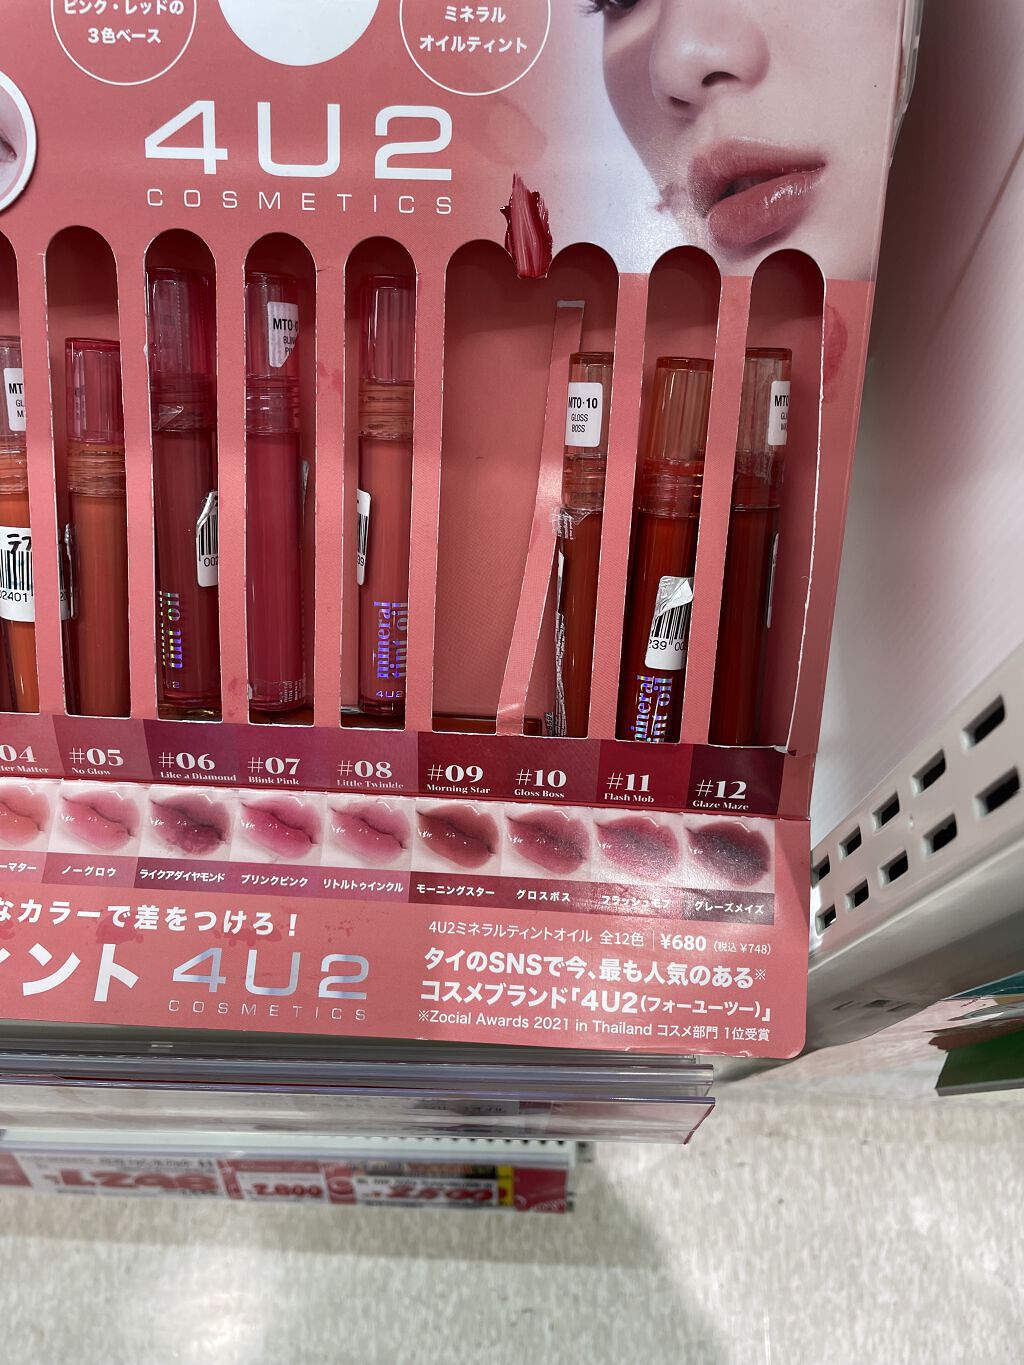 ピンク・レッドの
3色ベース
ミネラル
オイルティント
4U2
COSMETICS
MTO·10
GLOSS
BOSS
mineral
tint oil
4U2
mineral
tint oil
#05
No Glow
#06
Like a Diamond
#07
Blink Pink
#08
Little Twinkle
#09
Morning Star
#10
Gloss Boss
#11
Flash Mob
#12
Glaze Maze
ノーグロウ
ライクアダイヤモンド
ブリンクピンク
リトルトゥインクル
モーニングスター
グロスボス
フラッシュモブ
グレーズメイズ
なカラーで差をつけろ！
ント 4U2
COSMETICS
4U2ミネラルティントオイル 全12色 | ¥680 (税込 ¥748)
タイのSNSで今、最も人気のある※
コスメブランド「4U2(フォーユーツー)」
※Zocial Awards 2021 in Thailand コスメ部門 1位受賞